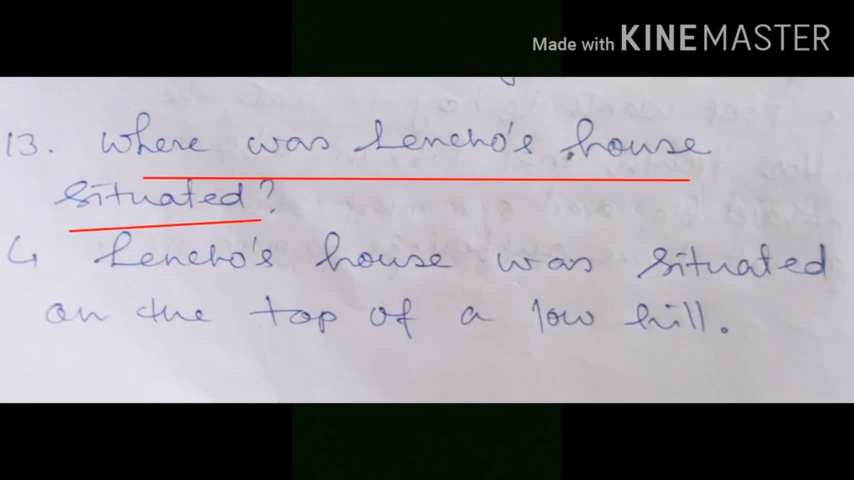 Made with KINEMASTER
13. Where was Lencho's house
situated?
↳ Lencho's house was situated
on the top of a low hill.